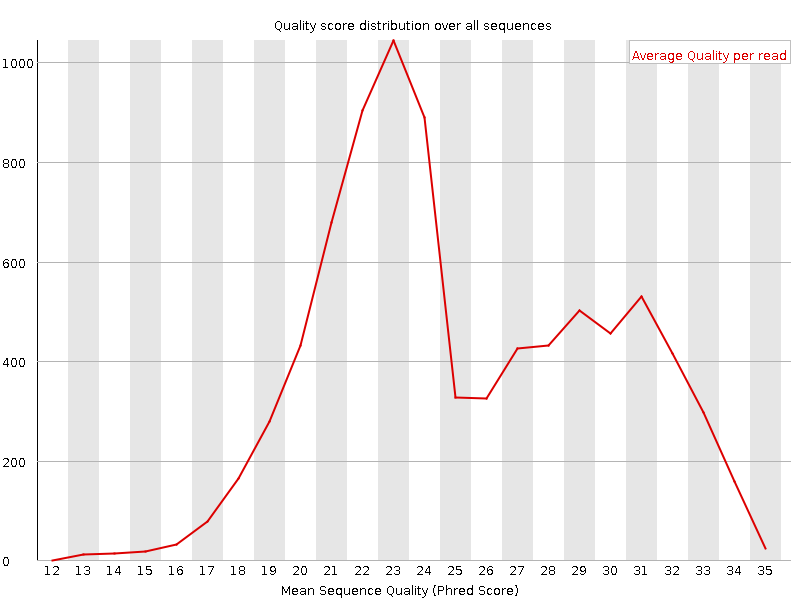 Quality score distribution over all sequences
Average Quality per read
1000
800
600
400
200
0
12 13 14 15 16 17 18 19 20 21 22 23 24 25 26 27 28 29 30 31 32 33 34 35
Mean Sequence Quality (Phred Score)